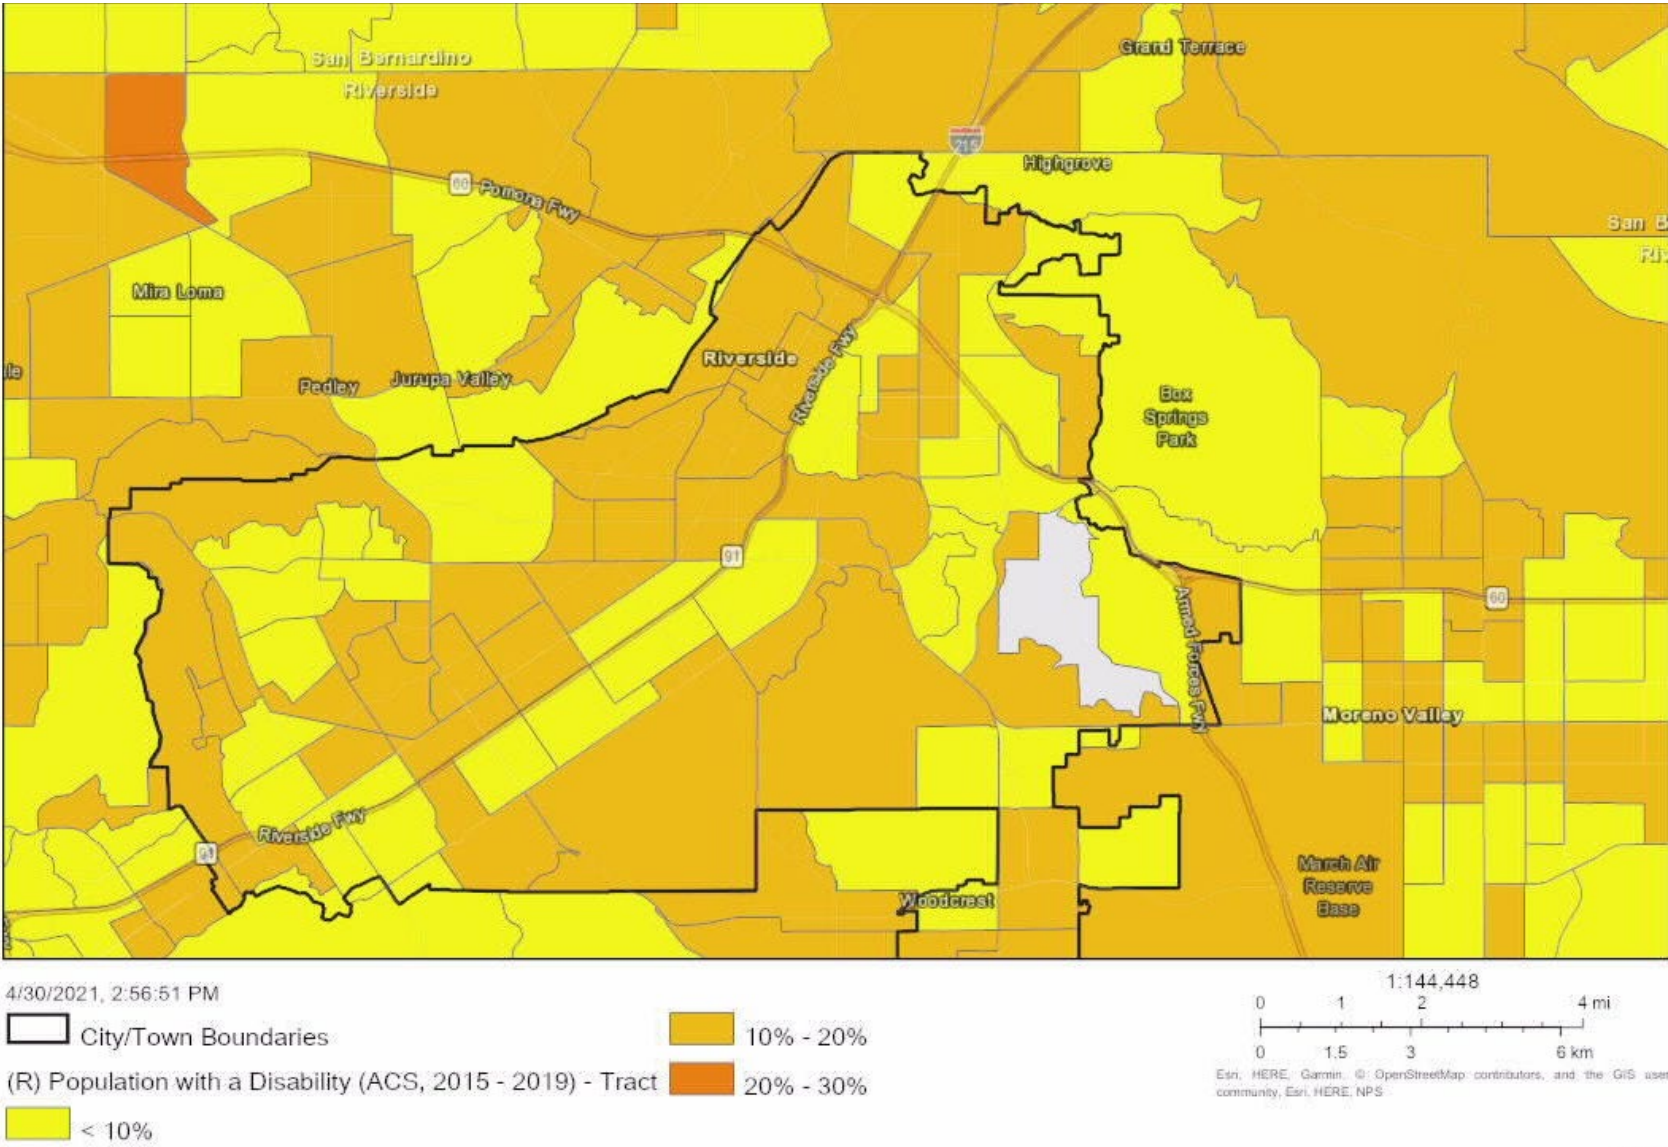 San Bernardino
Riverside
Grand Terrace
215
Highgrove
60
Pomona Fwy
San B
Riv
Mira Loma
Riverside
Riverside Fwy
le
Pedley
Jurupa Valley
Box
Springs
Park
91
60
Armed Forces Fwy
Moreno Valley
Riverside Fwy
91
March Air
Reserve
Base
Woodcrest
4/30/2021, 2:56:51 PM
City/Town Boundaries
(R) Population with a Disability (ACS, 2015 - 2019) - Tract
< 10%
10% - 20%
20% - 30%
1:144,448
0 1 2 4 mi
0 1.5 3 6 km
Esri, HERE, Garmin, © OpenStreetMap contributors, and the GIS user
community, Esri, HERE, NPS